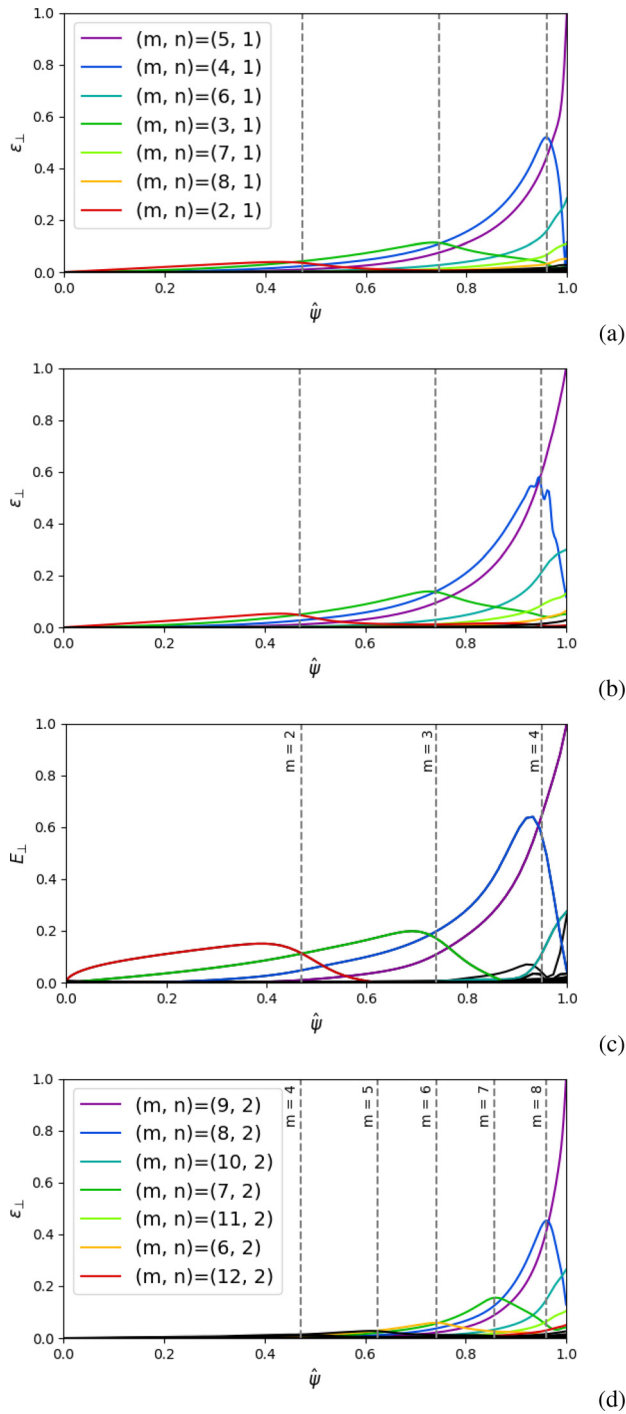 1.0
0.8
0.6
0.4
0.2
0.0
ε⊥
(m, n)=(5, 1)
(m, n)=(4, 1)
(m, n)=(6, 1)
(m, n)=(3, 1)
(m, n)=(7, 1)
(m, n)=(8, 1)
(m, n)=(2, 1)
0.0 0.2 0.4 0.6 0.8 1.0
ψ̂
(a)
1.0
0.8
0.6
0.4
0.2
0.0
ε⊥
0.0 0.2 0.4 0.6 0.8 1.0
ψ̂
(b)
1.0
0.8
0.6
0.4
0.2
0.0
E⊥
m = 2
m = 3
m = 4
0.0 0.2 0.4 0.6 0.8 1.0
ψ̂
(c)
1.0
0.8
0.6
0.4
0.2
0.0
ε⊥
(m, n)=(9, 2)
(m, n)=(8, 2)
(m, n)=(10, 2)
(m, n)=(7, 2)
(m, n)=(11, 2)
(m, n)=(6, 2)
(m, n)=(12, 2)
m = 4
m = 5
m = 6
m = 7
m = 8
0.0 0.2 0.4 0.6 0.8 1.0
ψ̂
(d)